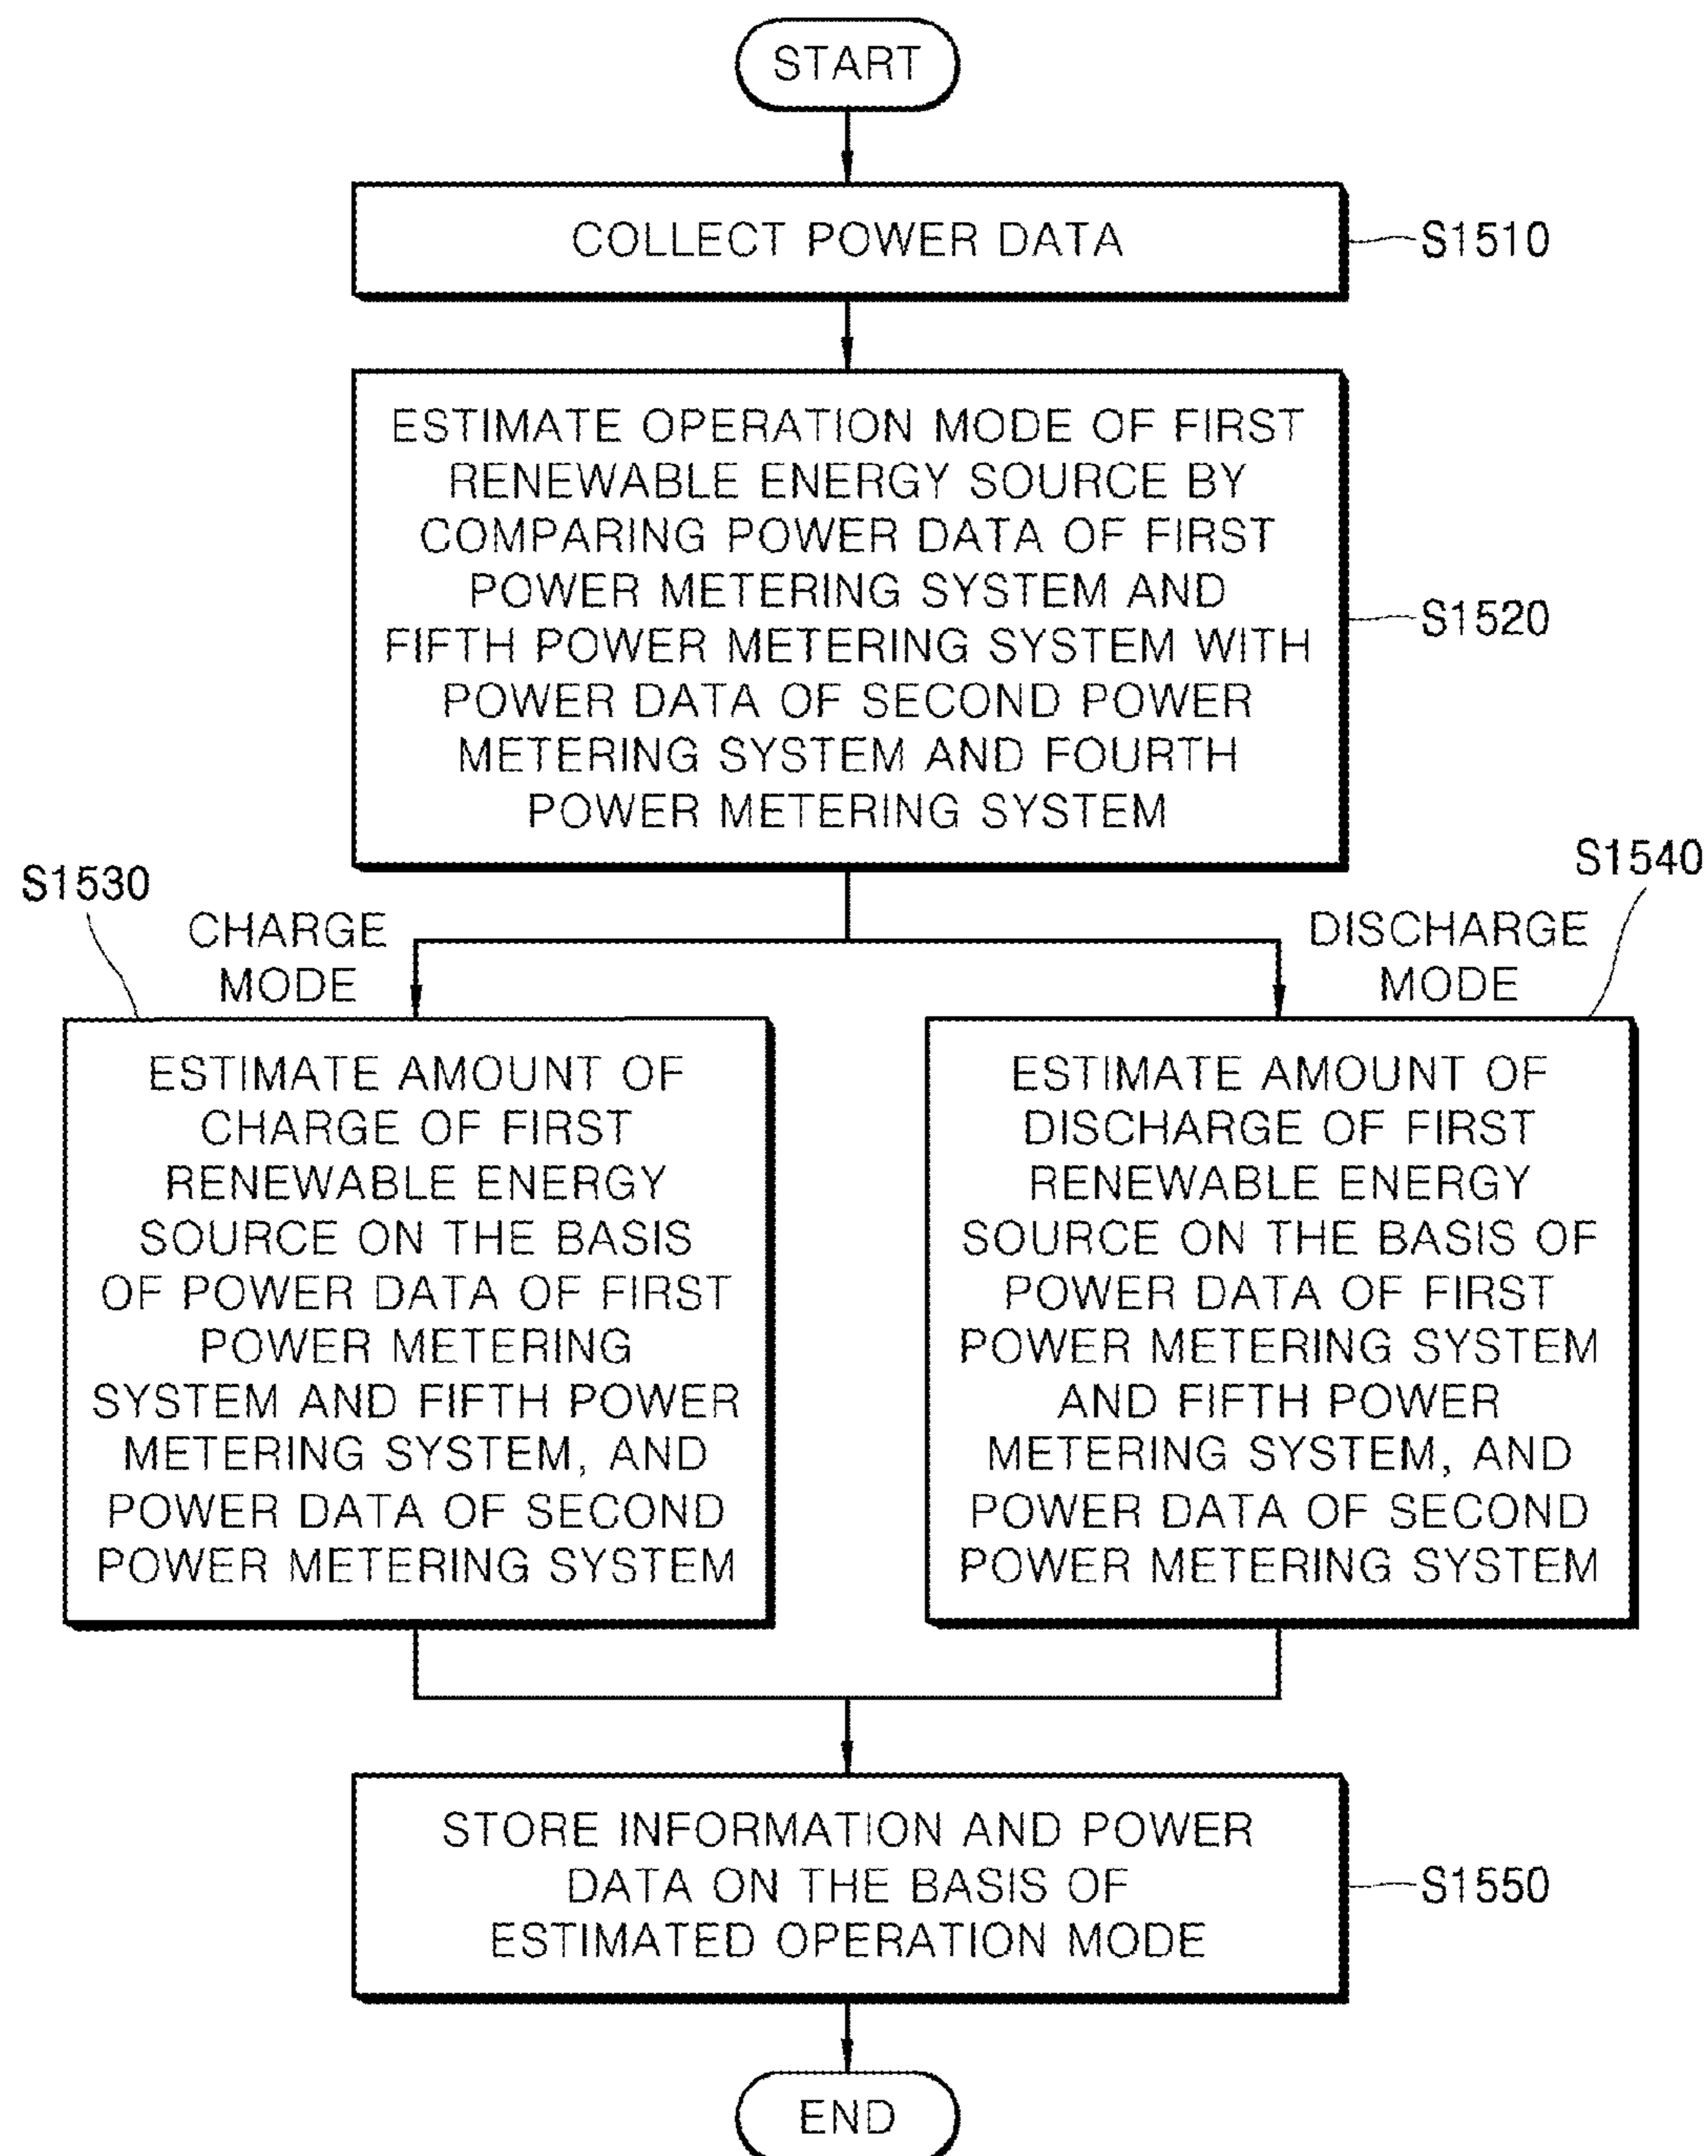 START
COLLECT POWER DATA
S1510
ESTIMATE OPERATION MODE OF FIRST
RENEWABLE ENERGY SOURCE BY
COMPARING POWER DATA OF FIRST
POWER METERING SYSTEM AND
FIFTH POWER METERING SYSTEM WITH
POWER DATA OF SECOND POWER
METERING SYSTEM AND FOURTH
POWER METERING SYSTEM
S1520
S1530
CHARGE
MODE
ESTIMATE AMOUNT OF
CHARGE OF FIRST
RENEWABLE ENERGY
SOURCE ON THE BASIS
OF POWER DATA OF FIRST
POWER METERING
SYSTEM AND FIFTH POWER
METERING SYSTEM, AND
POWER DATA OF SECOND
POWER METERING SYSTEM
S1540
DISCHARGE
MODE
ESTIMATE AMOUNT OF
DISCHARGE OF FIRST
RENEWABLE ENERGY
SOURCE ON THE BASIS OF
POWER DATA OF FIRST
POWER METERING SYSTEM
AND FIFTH POWER
METERING SYSTEM, AND
POWER DATA OF SECOND
POWER METERING SYSTEM
STORE INFORMATION AND POWER
DATA ON THE BASIS OF
ESTIMATED OPERATION MODE
S1550
END